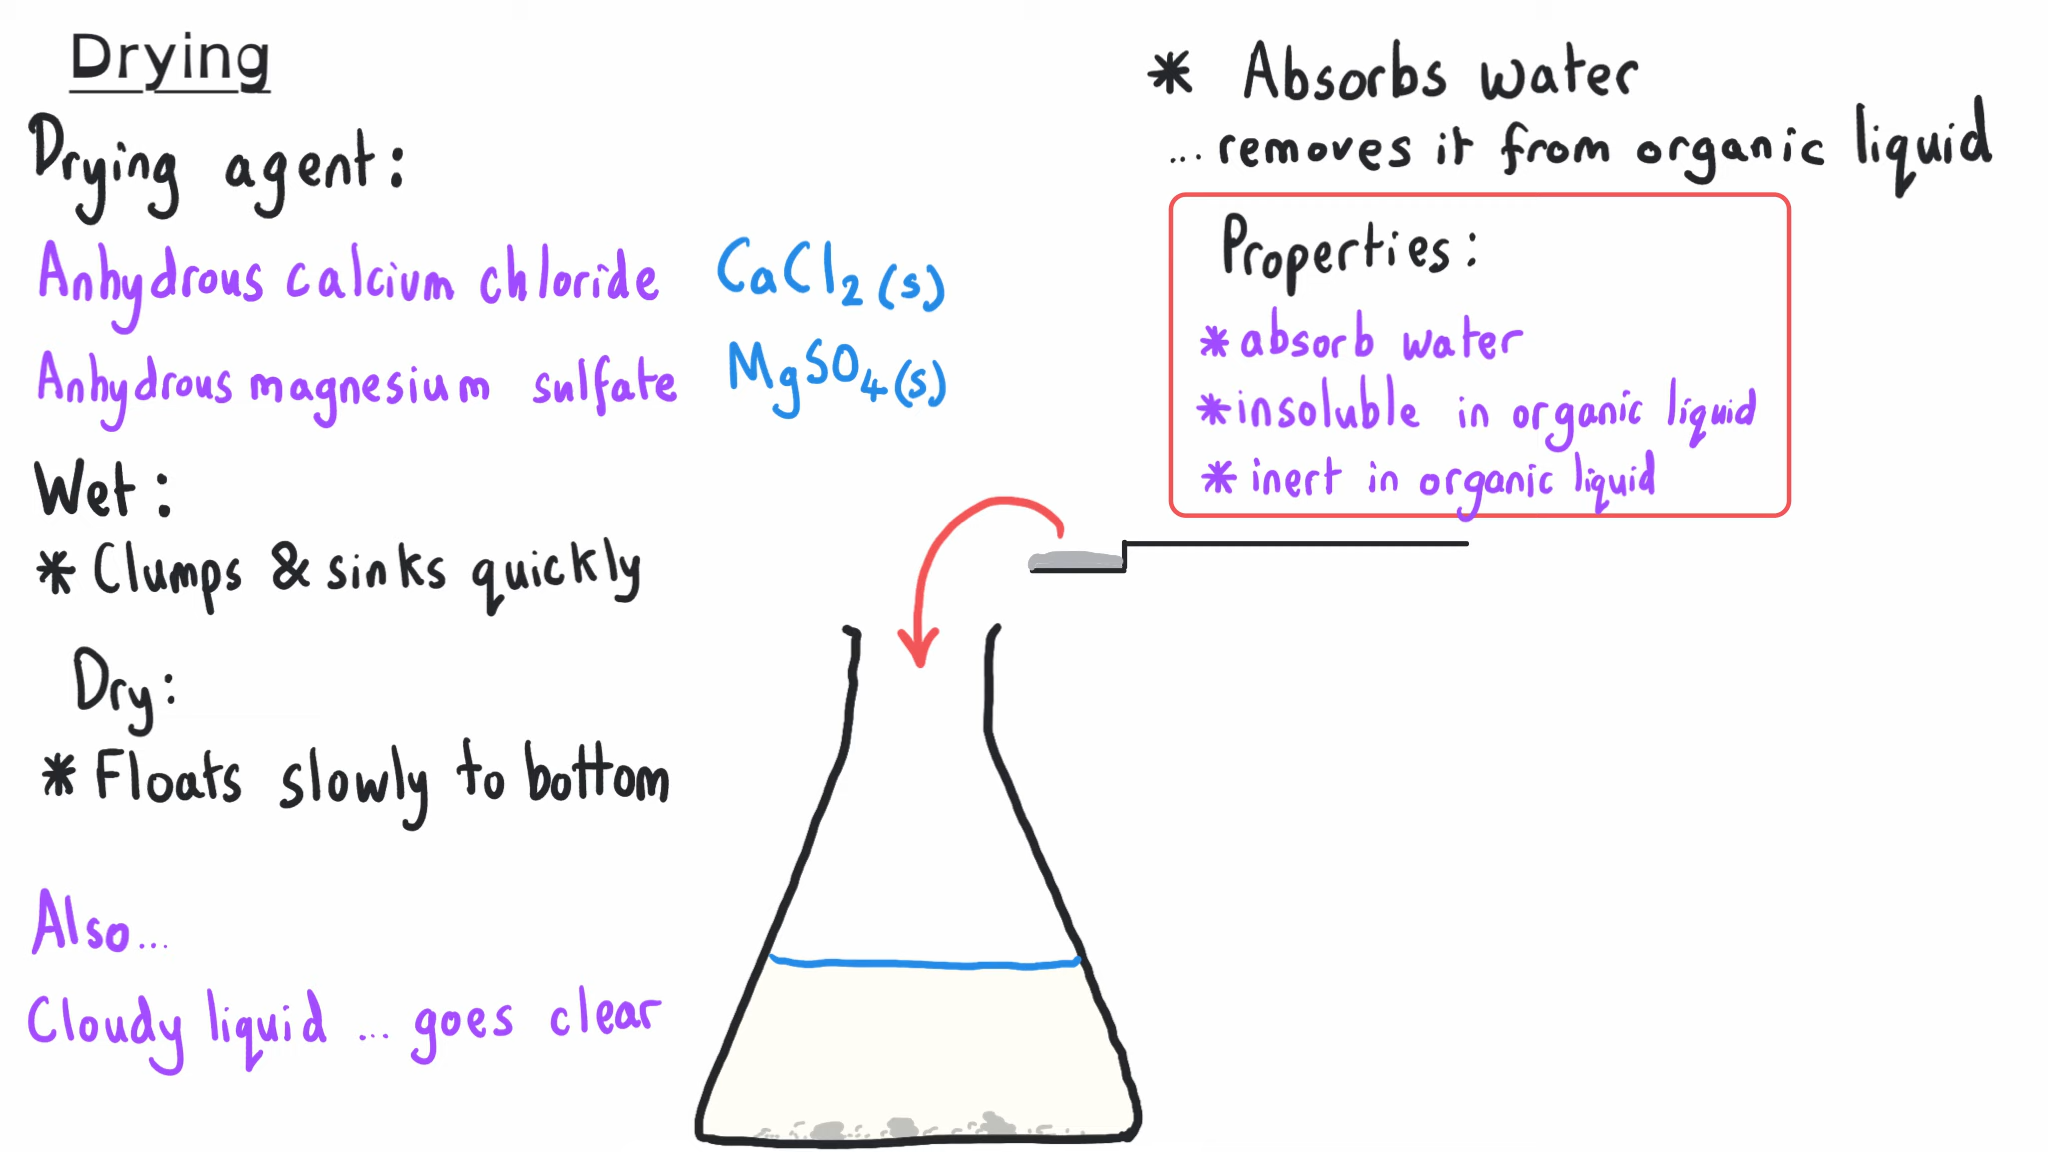 Drying
Drying agent:
Anhydrous calcium chloride CaCl₂(s)
Anhydrous magnesium sulfate MgSO₄(s)
Wet:
* Clumps & sinks quickly
Dry:
* Floats slowly to bottom
Also...
Cloudy liquid ... goes clear
* Absorbs water
... removes it from organic liquid
Properties:
* absorb water
* insoluble in organic liquid
* inert in organic liquid